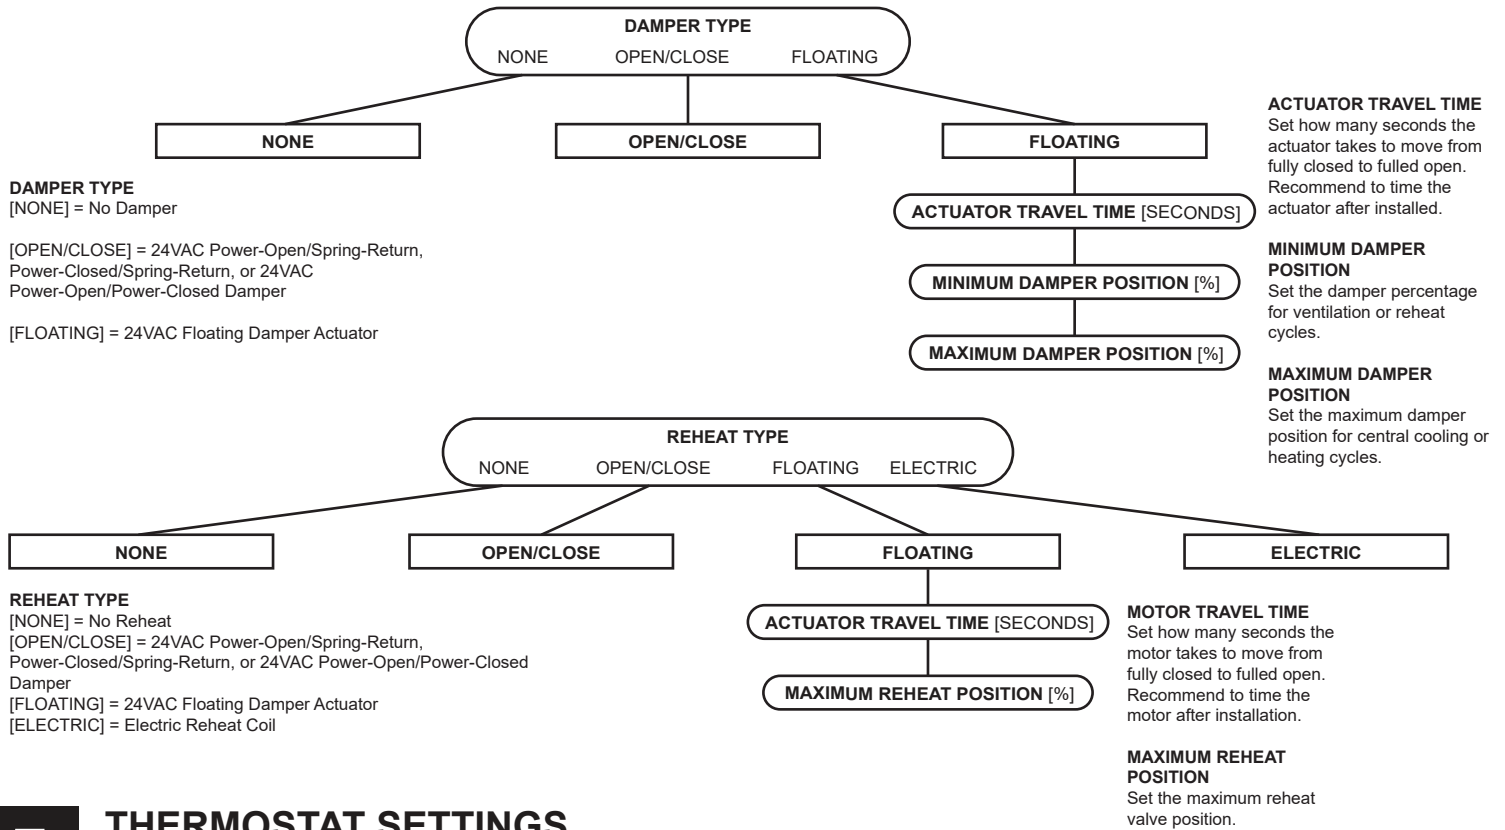 DAMPER TYPE
NONE OPEN/CLOSE FLOATING
NONE
OPEN/CLOSE
FLOATING
ACTUATOR TRAVEL TIME [SECONDS]
MINIMUM DAMPER POSITION [%]
MAXIMUM DAMPER POSITION [%]
DAMPER TYPE
[NONE] = No Damper
[OPEN/CLOSE] = 24VAC Power-Open/Spring-Return,
Power-Closed/Spring-Return, or 24VAC
Power-Open/Power-Closed Damper
[FLOATING] = 24VAC Floating Damper Actuator
ACTUATOR TRAVEL TIME
Set how many seconds the
actuator takes to move from
fully closed to fulled open.
Recommend to time the
actuator after installed.
MINIMUM DAMPER
POSITION
Set the damper percentage
for ventilation or reheat
cycles.
MAXIMUM DAMPER
POSITION
Set the maximum damper
position for central cooling or
heating cycles.
REHEAT TYPE
NONE OPEN/CLOSE FLOATING ELECTRIC
NONE
OPEN/CLOSE
FLOATING
ELECTRIC
ACTUATOR TRAVEL TIME [SECONDS]
MAXIMUM REHEAT POSITION [%]
REHEAT TYPE
[NONE] = No Reheat
[OPEN/CLOSE] = 24VAC Power-Open/Spring-Return,
Power-Closed/Spring-Return, or 24VAC Power-Open/Power-Closed
Damper
[FLOATING] = 24VAC Floating Damper Actuator
[ELECTRIC] = Electric Reheat Coil
MOTOR TRAVEL TIME
Set how many seconds the
motor takes to move from
fully closed to fulled open.
Recommend to time the
motor after installation.
MAXIMUM REHEAT
POSITION
Set the maximum reheat
valve position.
THERMOSTAT SETTINGS